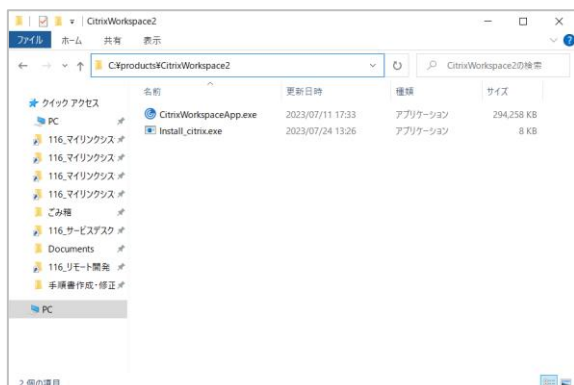 CitrixWorkspace2
ファイル ホーム 共有 表示
C:¥products¥CitrixWorkspace2
CitrixWorkspace2の検索
名前 更新日時 種類 サイズ
クイック アクセス
PC
116_マイリンクシス
116_マイリンクシス
116_マイリンクシス
116_マイリンクシス
ごみ箱
116_サービスデスク
Documents
116_リモート開発
手順書作成・修正
PC
CitrixWorkspaceApp.exe 2023/07/11 17:33 アプリケーション 294,258 KB
Install_citrix.exe 2023/07/24 13:26 アプリケーション 8 KB
2 個の項目